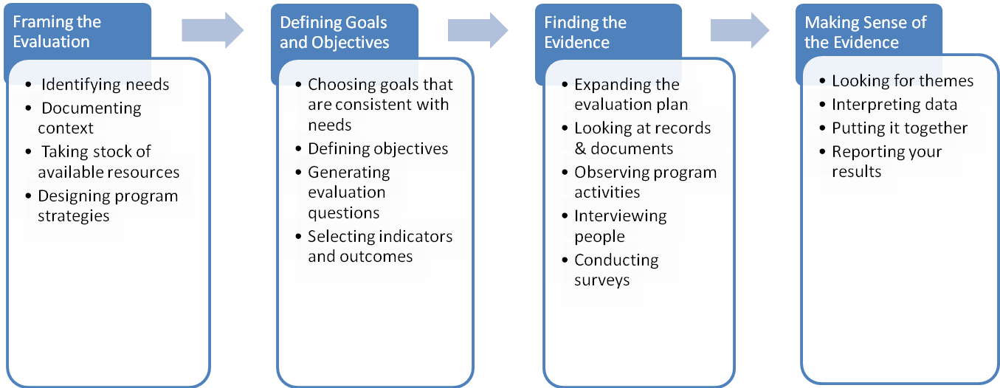 Framing the
Evaluation
• Identifying needs
• Documenting
context
• Taking stock of
available resources
• Designing program
strategies
Defining Goals
and Objectives
• Choosing goals that
are consistent with
needs
• Defining objectives
• Generating
evaluation
questions
• Selecting indicators
and outcomes
Finding the
Evidence
• Expanding the
evaluation plan
• Looking at records
& documents
• Observing program
activities
• Interviewing
people
• Conducting
surveys
Making Sense of
the Evidence
• Looking for themes
• Interpreting data
• Putting it together
• Reporting your
results